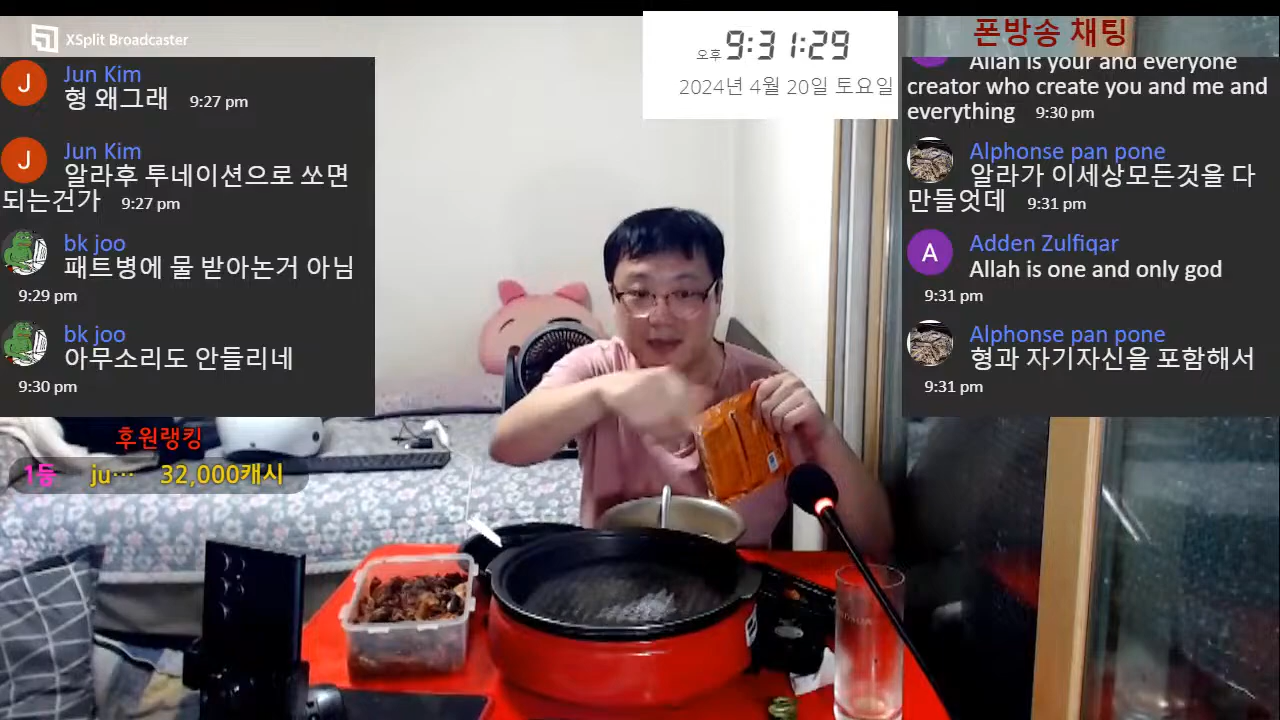 XSplit Broadcaster
J
Jun Kim
형 왜그래 9:27 pm
J
Jun Kim
알라후 투네이션으로 쏘면
되는건가 9:27 pm
bk joo
패트병에 물 받아논거 아님
9:29 pm
bk joo
아무소리도 안들리네
9:30 pm
후원랭킹
1등 ju··· 32,000캐시
오후 9:31:29
2024년 4월 20일 토요일
폰방송 채팅
Allah is your and everyone
creator who create you and me and
everything 9:30 pm
Alphonse pan pone
알라가 이세상모든것을 다
만들엇데 9:31 pm
A
Adden Zulfiqar
Allah is one and only god
9:31 pm
Alphonse pan pone
형과 자기자신을 포함해서
9:31 pm